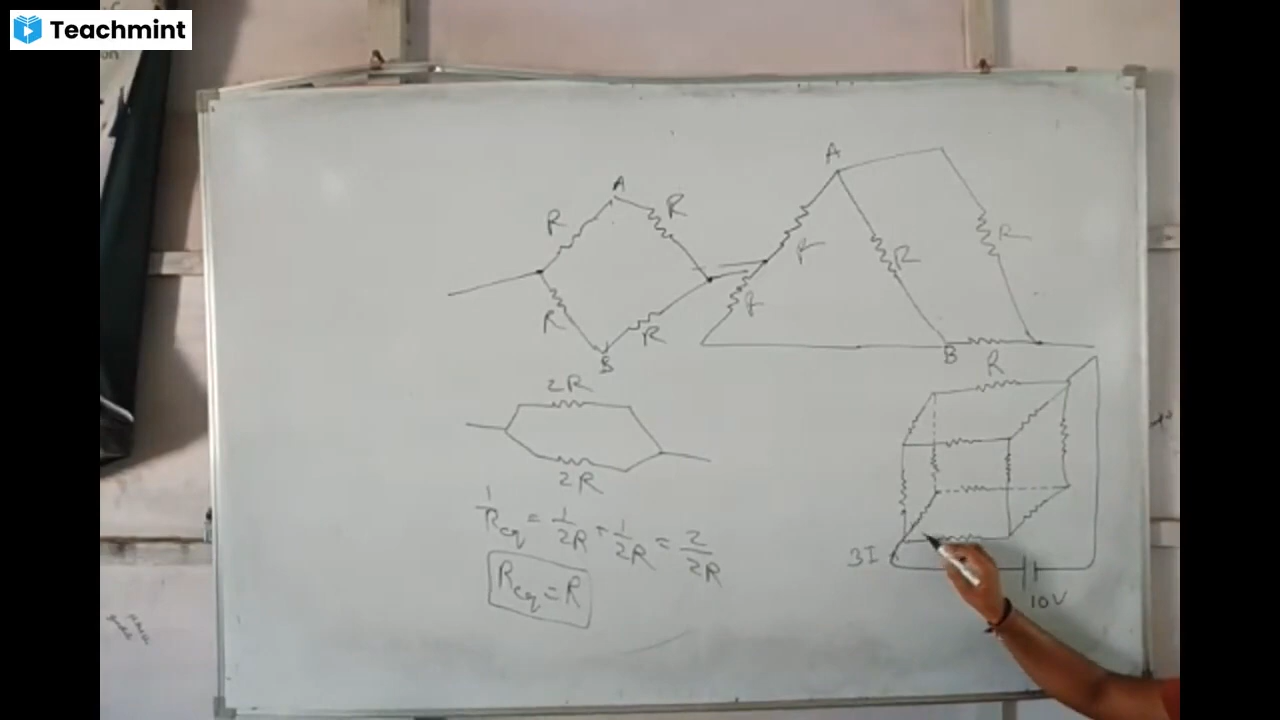 Teachmint
A
R
R
R
R
B
A
r
r
R
R
B
R
2R
2R
1/Req = 1/2R + 1/2R = 2/2R
Req = R
3I
10V